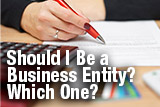 Should I Be a
Business Entity?
Which One?